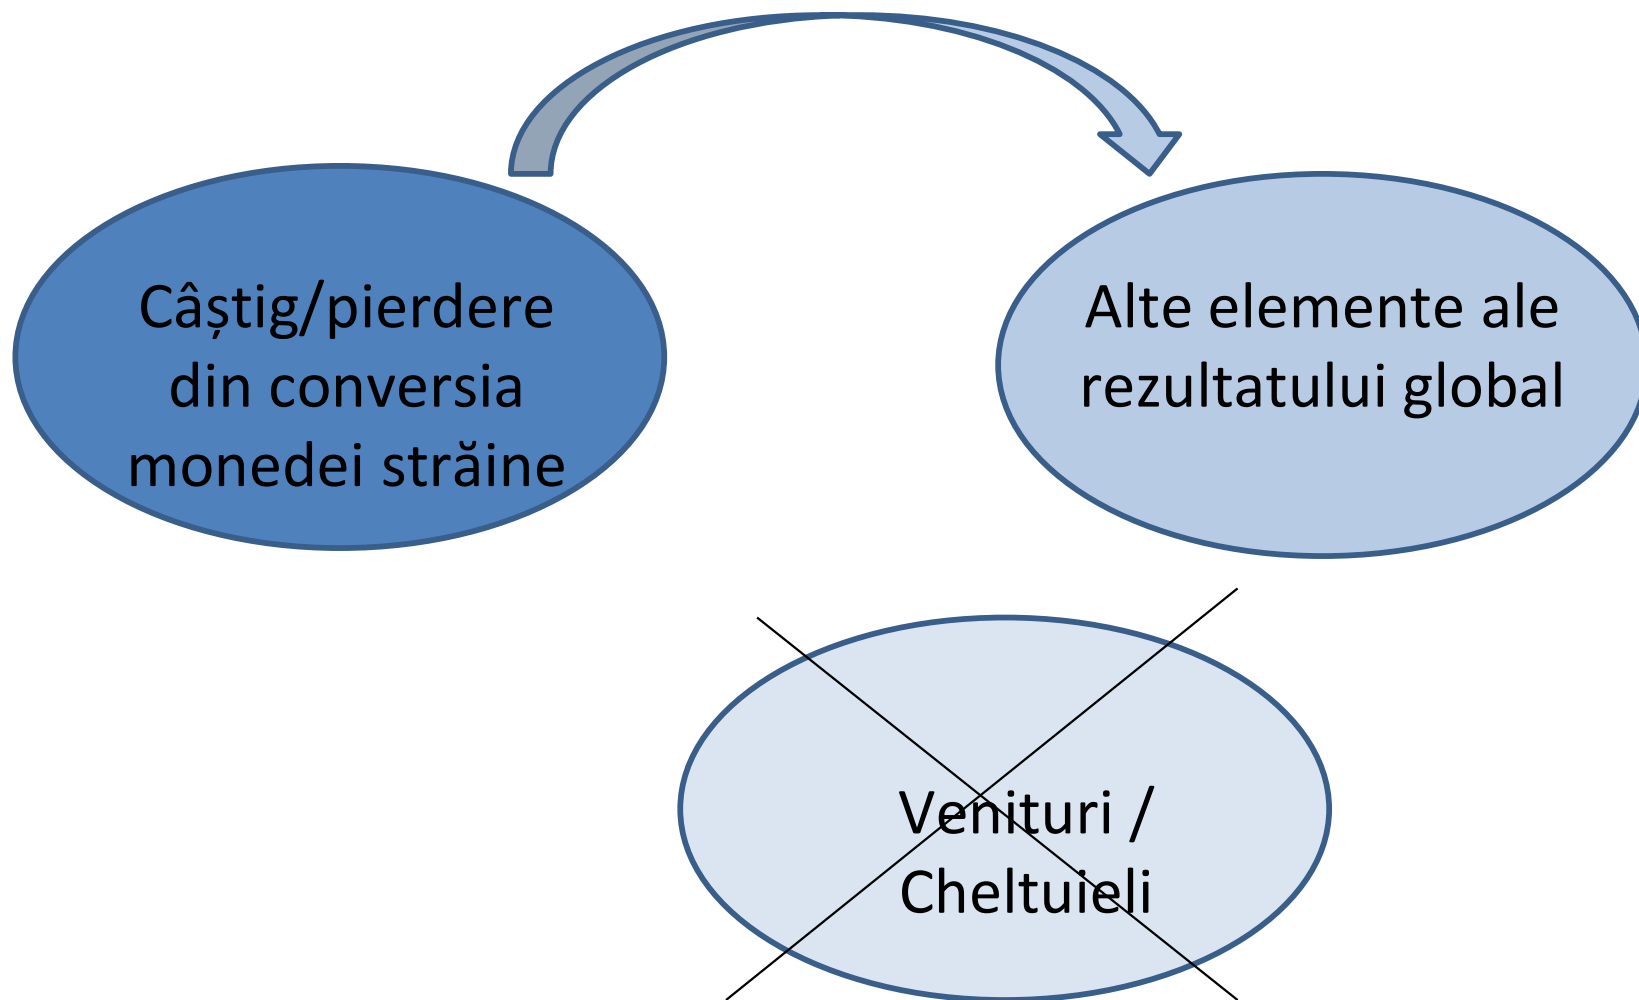 Câștig/pierdere
din conversia
monedei străine
Alte elemente ale
rezultatului global
Venituri /
Cheltuieli